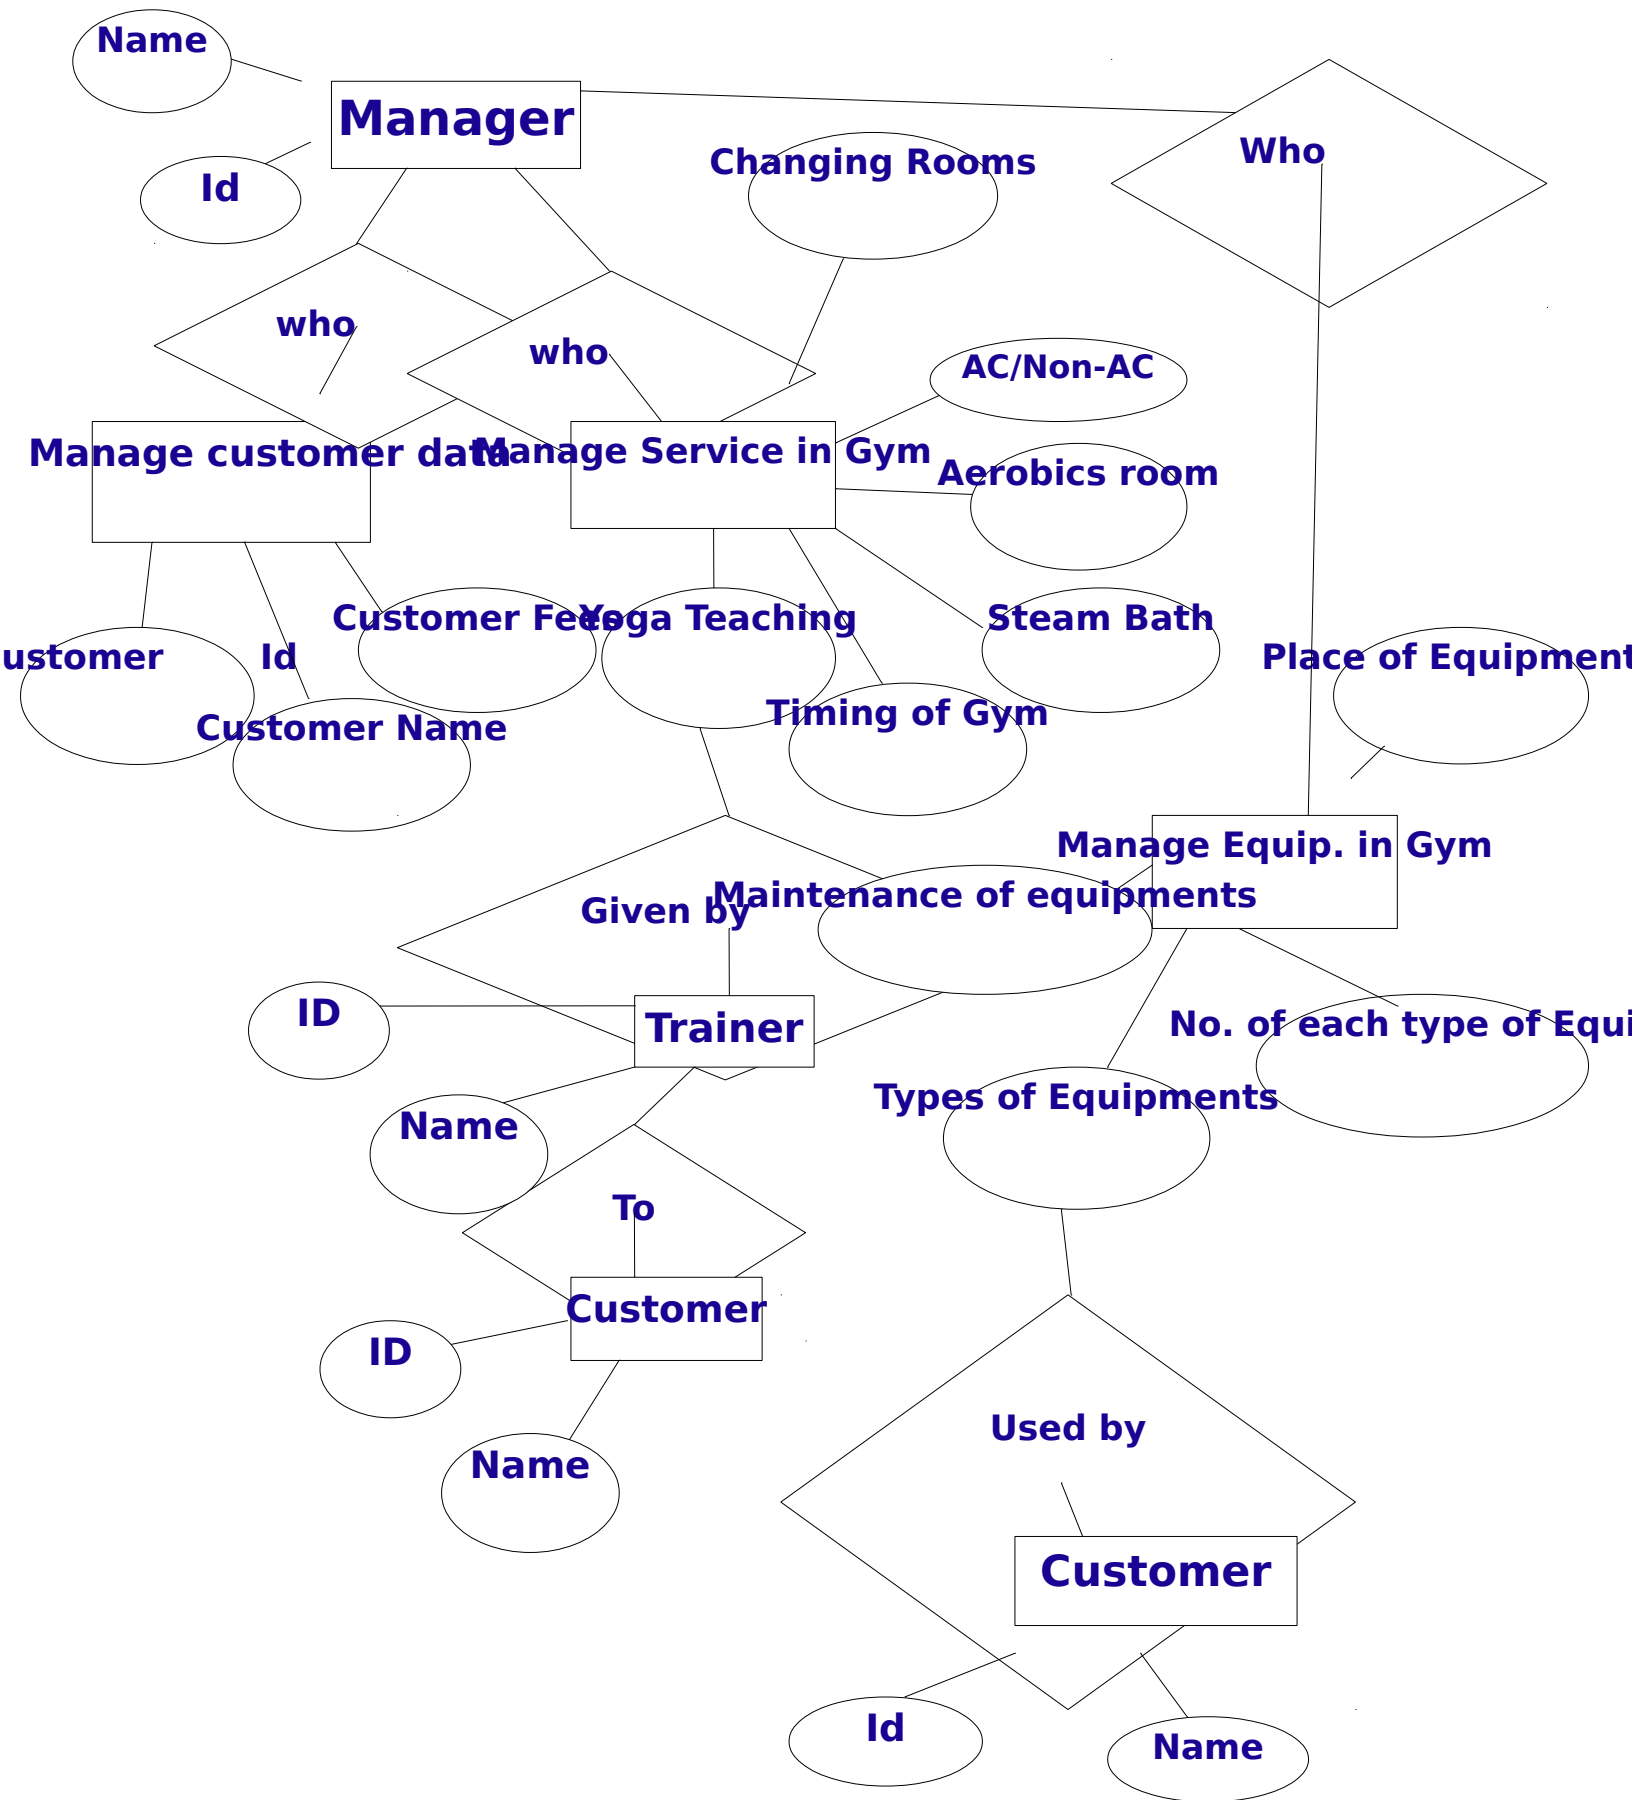 Name
Manager
Who
Changing Rooms
Id
who
who
AC/Non-AC
Manage customer data
Manage Service in Gym
Aerobics room
Customer Fees
Yoga Teaching
Steam Bath
ustomer Id
Place of Equipment
Timing of Gym
Customer Name
Manage Equip. in Gym
Maintenance of equipments
Given by
ID
Trainer
No. of each type of Equi
Types of Equipments
Name
To
Customer
ID
Used by
Name
Customer
Id
Name